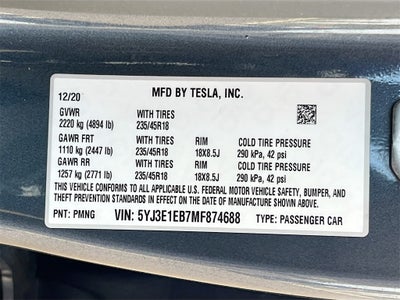 MFD BY TESLA, INC.
12/20
GVWR WITH TIRES
2220 kg (4894 lb) 235/45R18
GAWR FRT WITH TIRES RIM COLD TIRE PRESSURE
1110 kg (2447 lb) 235/45R18 18X8.5J 290 kPa, 42 psi
GAWR RR WITH TIRES RIM COLD TIRE PRESSURE
1257 kg (2771 lb) 235/45R18 18X8.5J 290 kPa, 42 psi
THIS VEHICLE CONFORMS TO ALL APPLICABLE U.S. FEDERAL MOTOR VEHICLE SAFETY, BUMPER, AND
THEFT PREVENTION STANDARDS IN EFFECT ON THE DATE OF MANUFACTURE SHOWN ABOVE.
PNT: PMNG VIN: 5YJ3E1EB7MF874688 TYPE: PASSENGER CAR